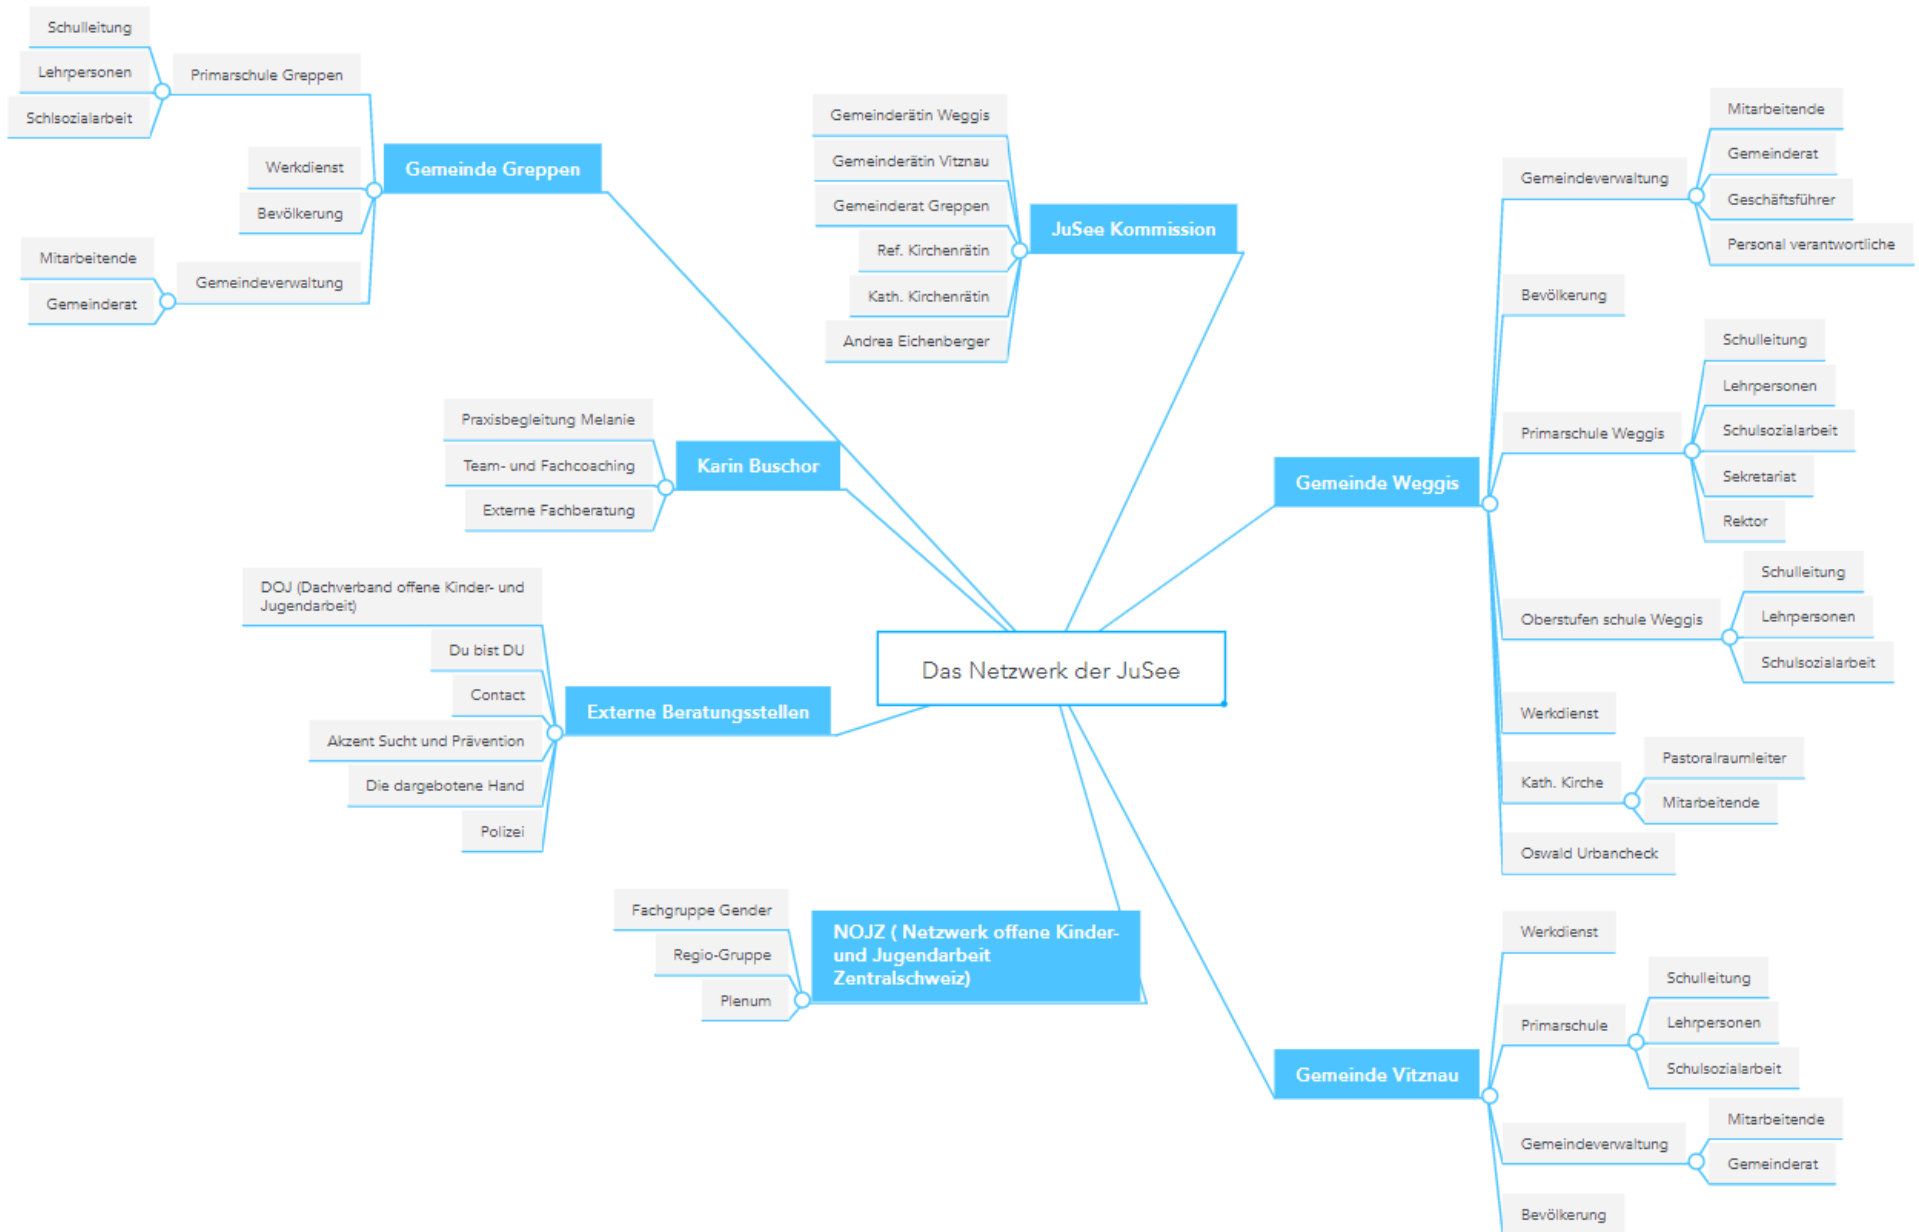 Das Netzwerk der JuSee
Gemeinde Greppen
Primarschule Greppen
Schulleitung
Lehrpersonen
Schlsozialarbeit
Werkdienst
Bevölkerung
Gemeindeverwaltung
Mitarbeitende
Gemeinderat
JuSee Kommission
Gemeinderätin Weggis
Gemeinderätin Vitznau
Gemeinderat Greppen
Ref. Kirchenrätin
Kath. Kirchenrätin
Andrea Eichenberger
Karin Buschor
Praxisbegleitung Melanie
Team- und Fachcoaching
Externe Fachberatung
Externe Beratungsstellen
DOJ (Dachverband offene Kinder- und
Jugendarbeit)
Du bist DU
Contact
Akzent Sucht und Prävention
Die dargebotene Hand
Polizei
NOJZ ( Netzwerk offene Kinder-
und Jugendarbeit
Zentralschweiz)
Fachgruppe Gender
Regio-Gruppe
Plenum
Gemeinde Weggis
Gemeindeverwaltung
Mitarbeitende
Gemeinderat
Geschäftsführer
Personal verantwortliche
Bevölkerung
Primarschule Weggis
Schulleitung
Lehrpersonen
Schulsozialarbeit
Sekretariat
Rektor
Oberstufen schule Weggis
Schulleitung
Lehrpersonen
Schulsozialarbeit
Werkdienst
Kath. Kirche
Pastoralraumleiter
Mitarbeitende
Oswald Urbancheck
Gemeinde Vitznau
Werkdienst
Primarschule
Schulleitung
Lehrpersonen
Schulsozialarbeit
Gemeindeverwaltung
Mitarbeitende
Gemeinderat
Bevölkerung